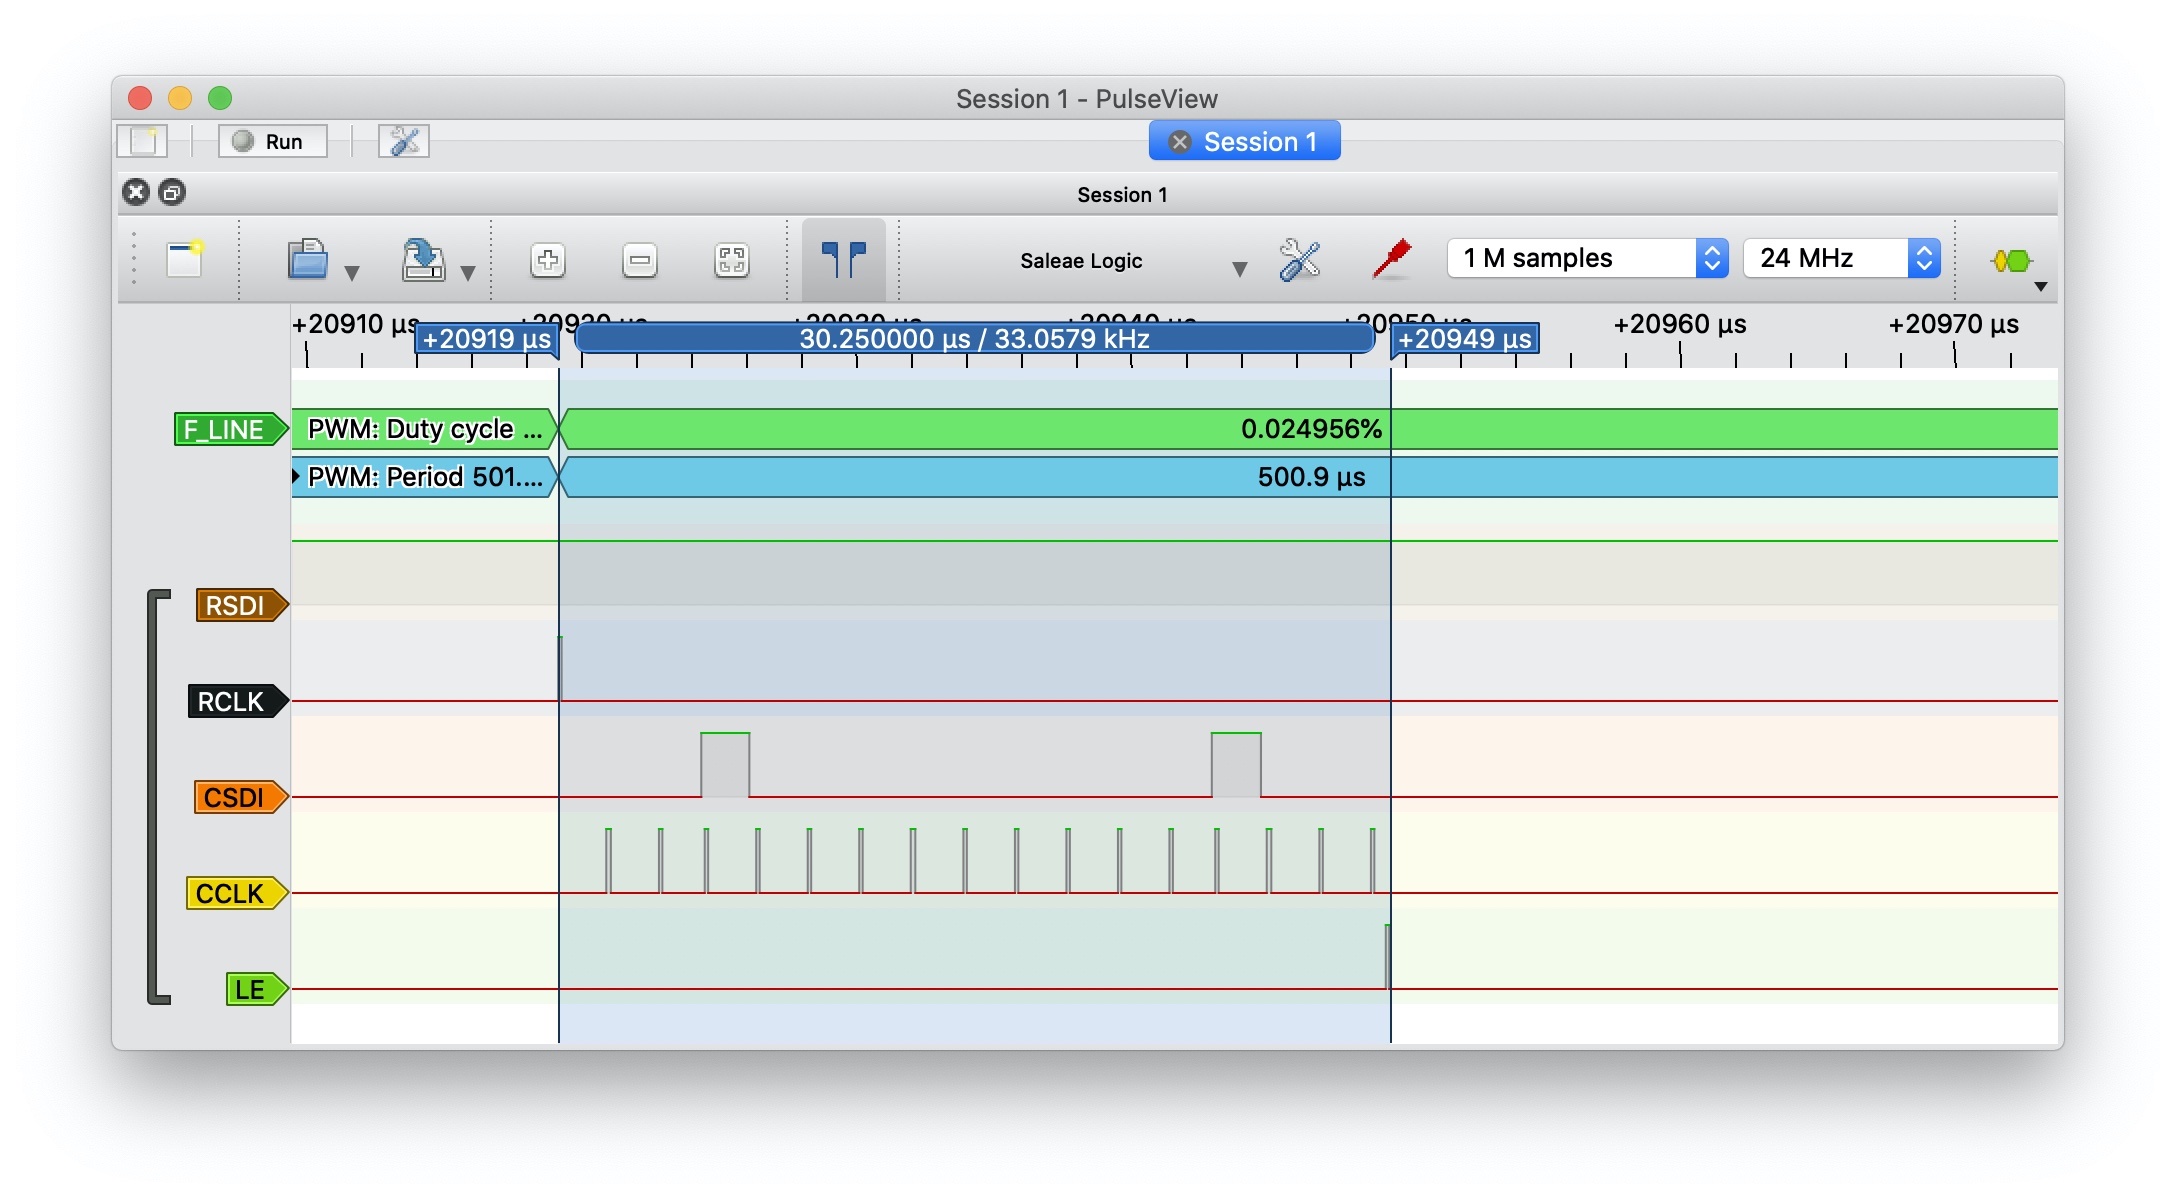 Session 1 - PulseView
Run
Session 1
Session 1
Saleae Logic
1 M samples
24 MHz
+20910 µs
+20950 µs
+20960 µs
+20970 µs
+20919 µs
30.250000 µs / 33.0579 kHz
+20949 µs
F_LINE
PWM: Duty cycle ...
0.024956%
PWM: Period 501....
500.9 µs
RSDI
RCLK
CSDI
CCLK
LE